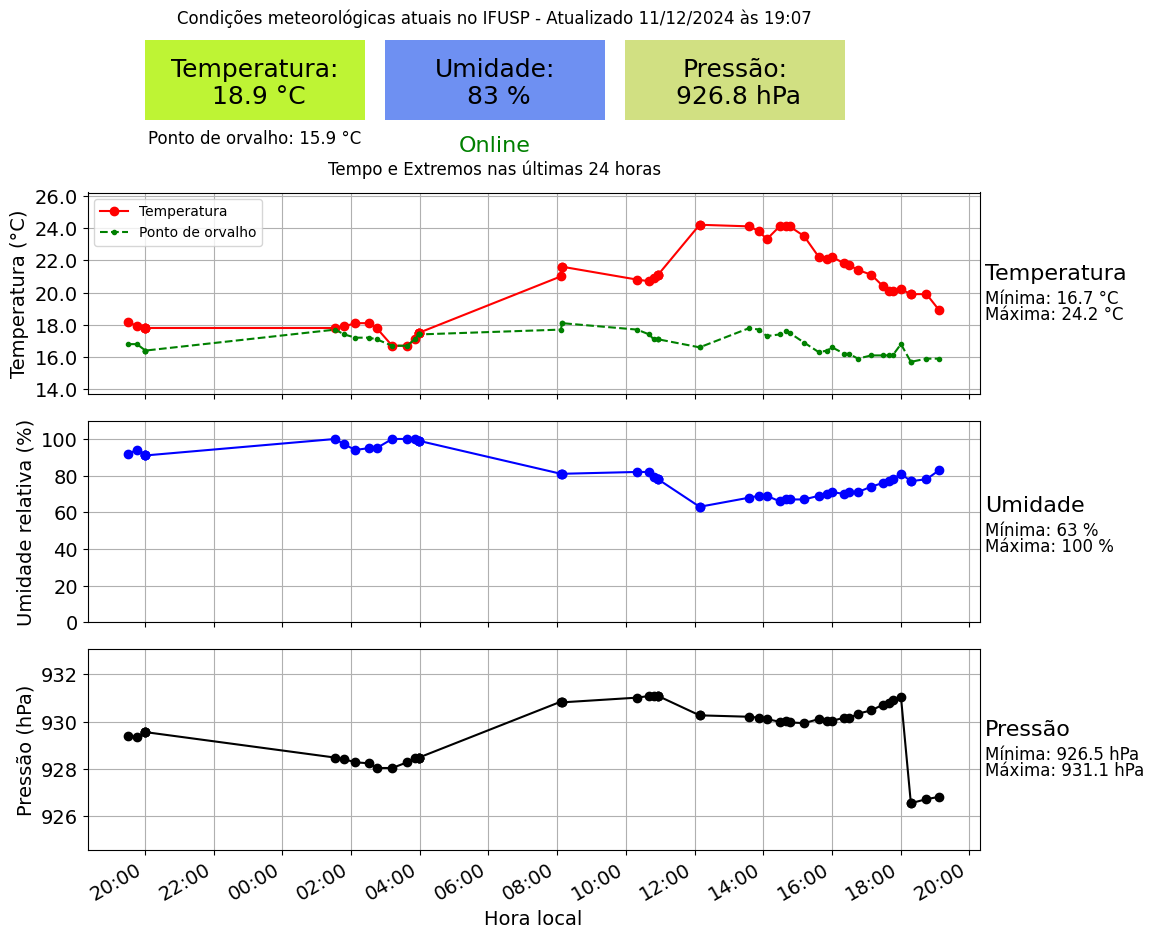 Condições meteorológicas atuais no IFUSP - Atualizado 11/12/2024 às 19:07
Temperatura:
18.9 °C
Umidade:
83 %
Pressão:
926.8 hPa
Ponto de orvalho: 15.9 °C
Online
Tempo e Extremos nas últimas 24 horas
Temperatura (°C)
26.0
24.0
22.0
20.0
18.0
16.0
14.0
Temperatura
Ponto de orvalho
Temperatura
Mínima: 16.7 °C
Máxima: 24.2 °C
Umidade relativa (%)
100
80
60
40
20
0
Umidade
Mínima: 63 %
Máxima: 100 %
Pressão (hPa)
932
930
928
926
Pressão
Mínima: 926.5 hPa
Máxima: 931.1 hPa
20:00 22:00 00:00 02:00 04:00 06:00 08:00 10:00 12:00 14:00 16:00 18:00 20:00
Hora local